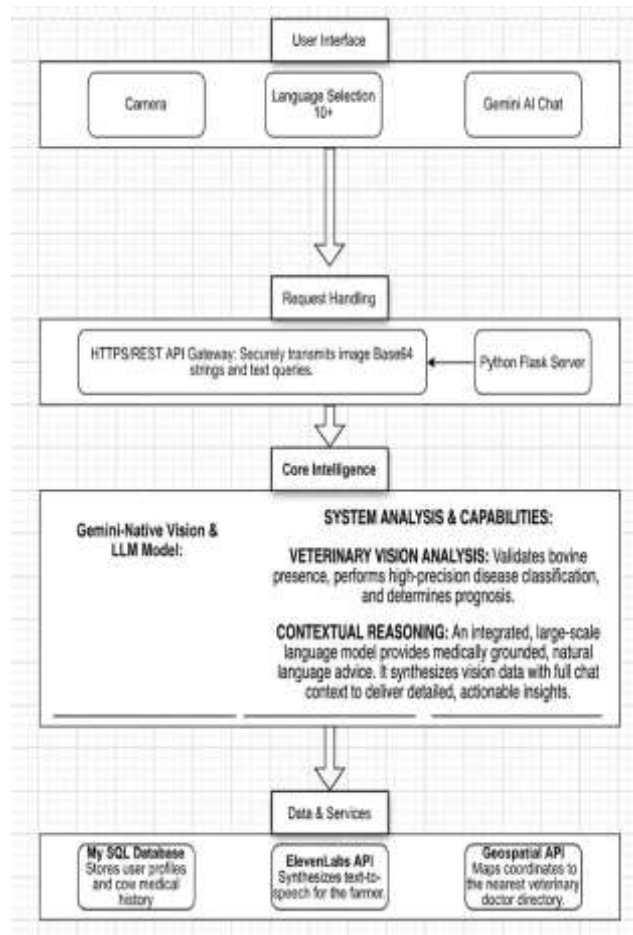 User Interface
Camera
Language Selection
10+
Gemini AI Chat
Request Handling
HTTPS/REST API Gateway: Securely transmits image Base64
strings and text queries.
Python Flask Server
Core Intelligence
Gemini-Native Vision &
LLM Model:
SYSTEM ANALYSIS & CAPABILITIES:
VETERINARY VISION ANALYSIS: Validates bovine
presence, performs high-precision disease classification,
and determines prognosis.
CONTEXTUAL REASONING: An integrated, large-scale
language model provides medically grounded, natural
language advice. It synthesizes vision data with full chat
context to deliver detailed, actionable insights.
Data & Services
My SQL Database
Stores user profiles
and cow medical
history
ElevenLabs API
Synthesizes text-to-
speech for the farmer.
Geospatial API
Maps coordinates to
the nearest veterinary
doctor directory.